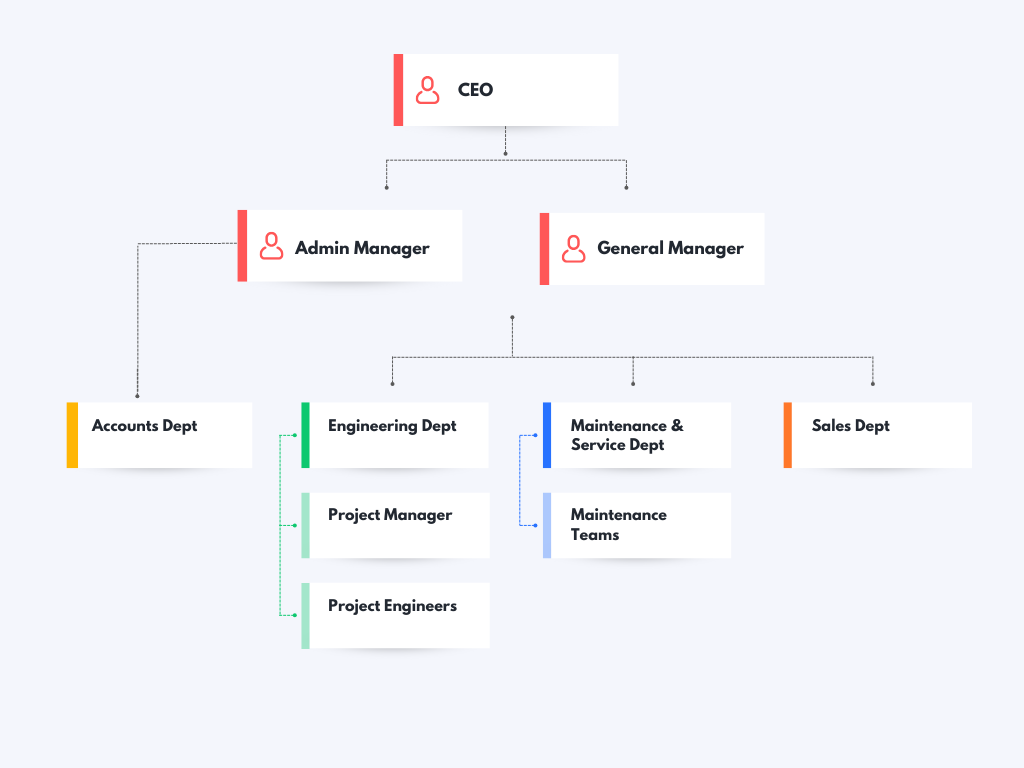 CEO
Admin Manager
General Manager
Accounts Dept
Engineering Dept
Maintenance &
Service Dept
Sales Dept
Project Manager
Maintenance
Teams
Project Engineers